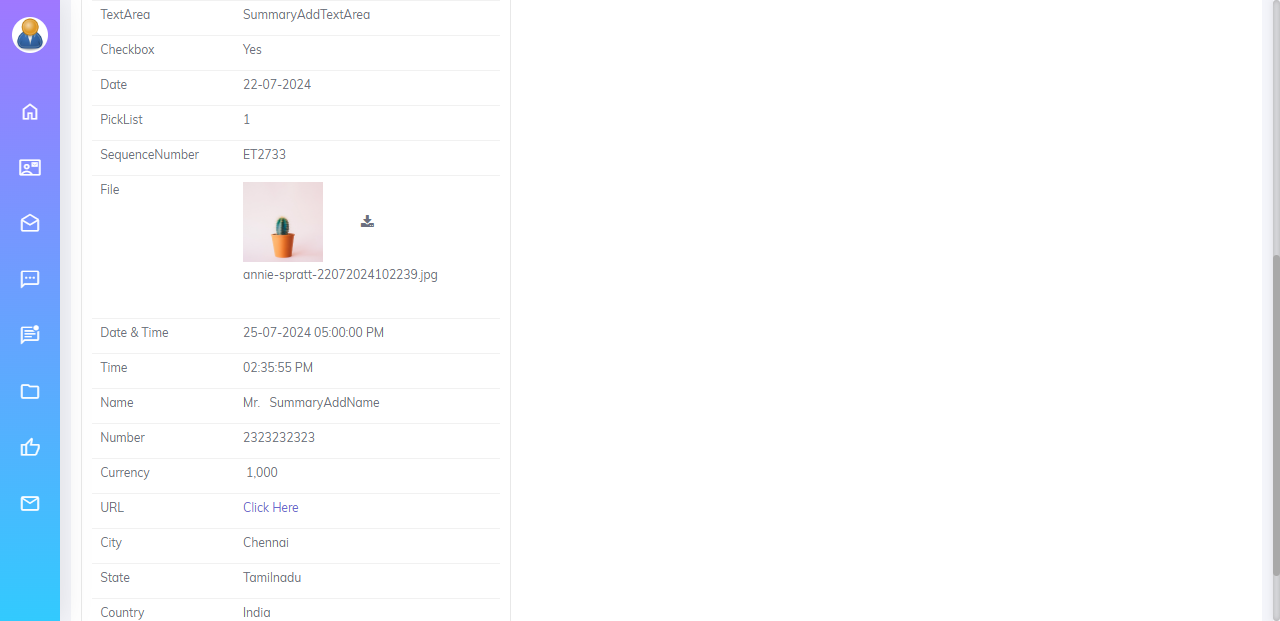 TextArea SummaryAddTextArea
Checkbox Yes
Date 22-07-2024
PickList 1
SequenceNumber ET2733
File
annie-spratt-22072024102239.jpg
Date & Time 25-07-2024 05:00:00 PM
Time 02:35:55 PM
Name Mr. SummaryAddName
Number 2323232323
Currency 1,000
URL Click Here
City Chennai
State Tamilnadu
Country India